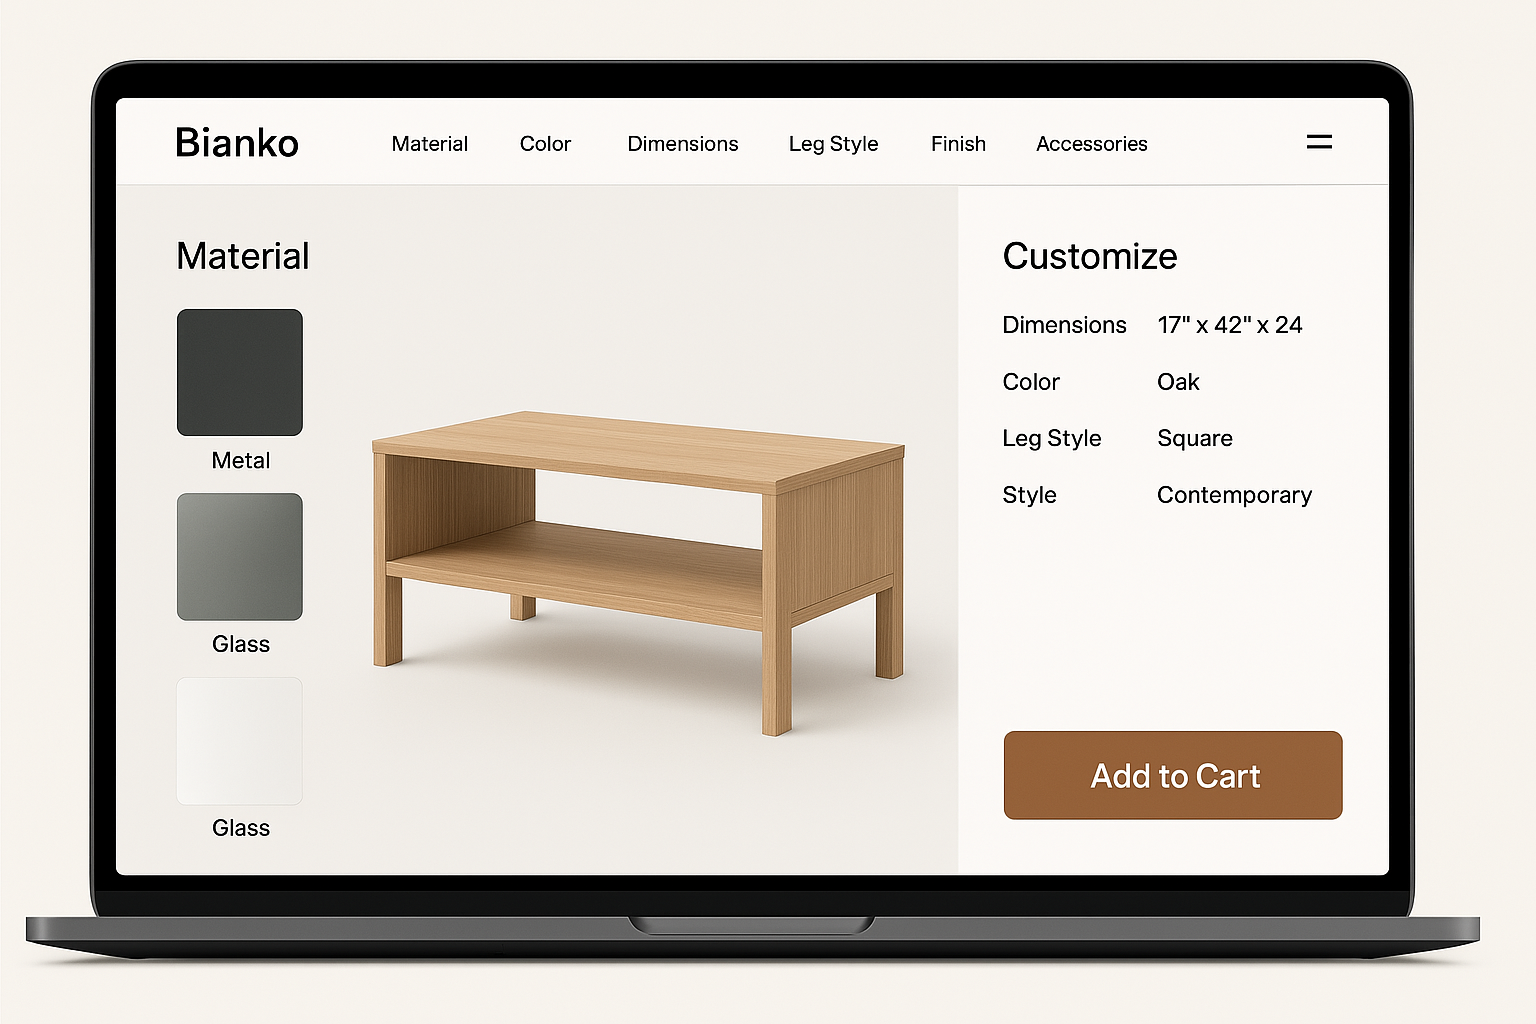 Bianko
Material Color Dimensions Leg Style Finish Accessories
Material
Metal
Glass
Glass
Customize
Dimensions 17" x 42" x 24
Color Oak
Leg Style Square
Style Contemporary
Add to Cart